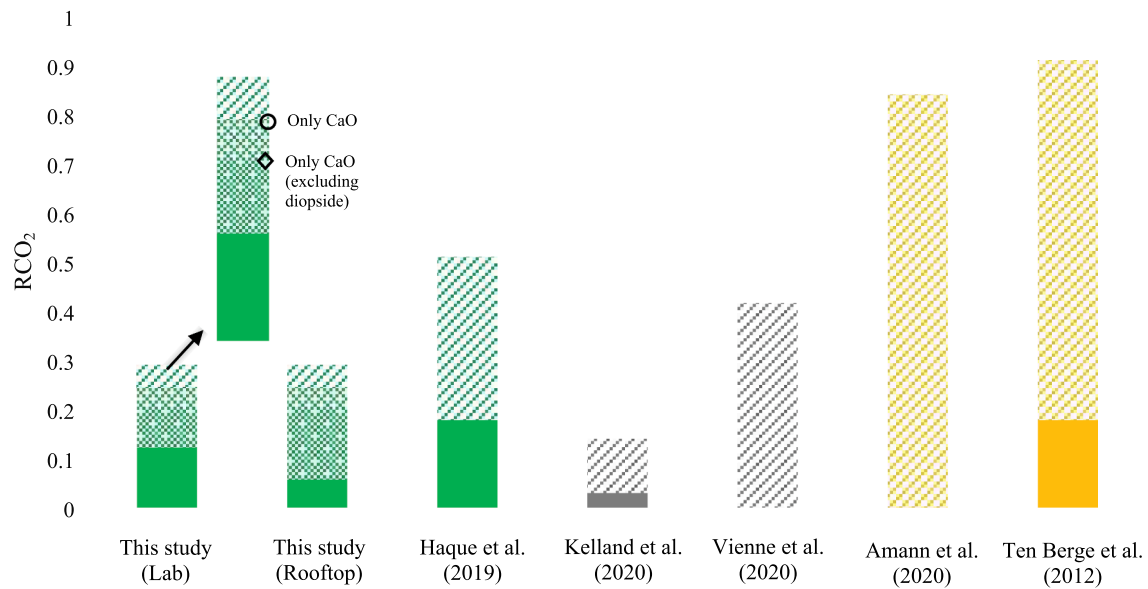 1
0.9
0.8
0.7
0.6
0.5
0.4
0.3
0.2
0.1
0
RCO₂
Only CaO
Only CaO
(excluding
diopside)
This study
(Lab)
This study
(Rooftop)
Haque et al.
(2019)
Kelland et al.
(2020)
Vienne et al.
(2020)
Amann et al.
(2020)
Ten Berge et al.
(2012)